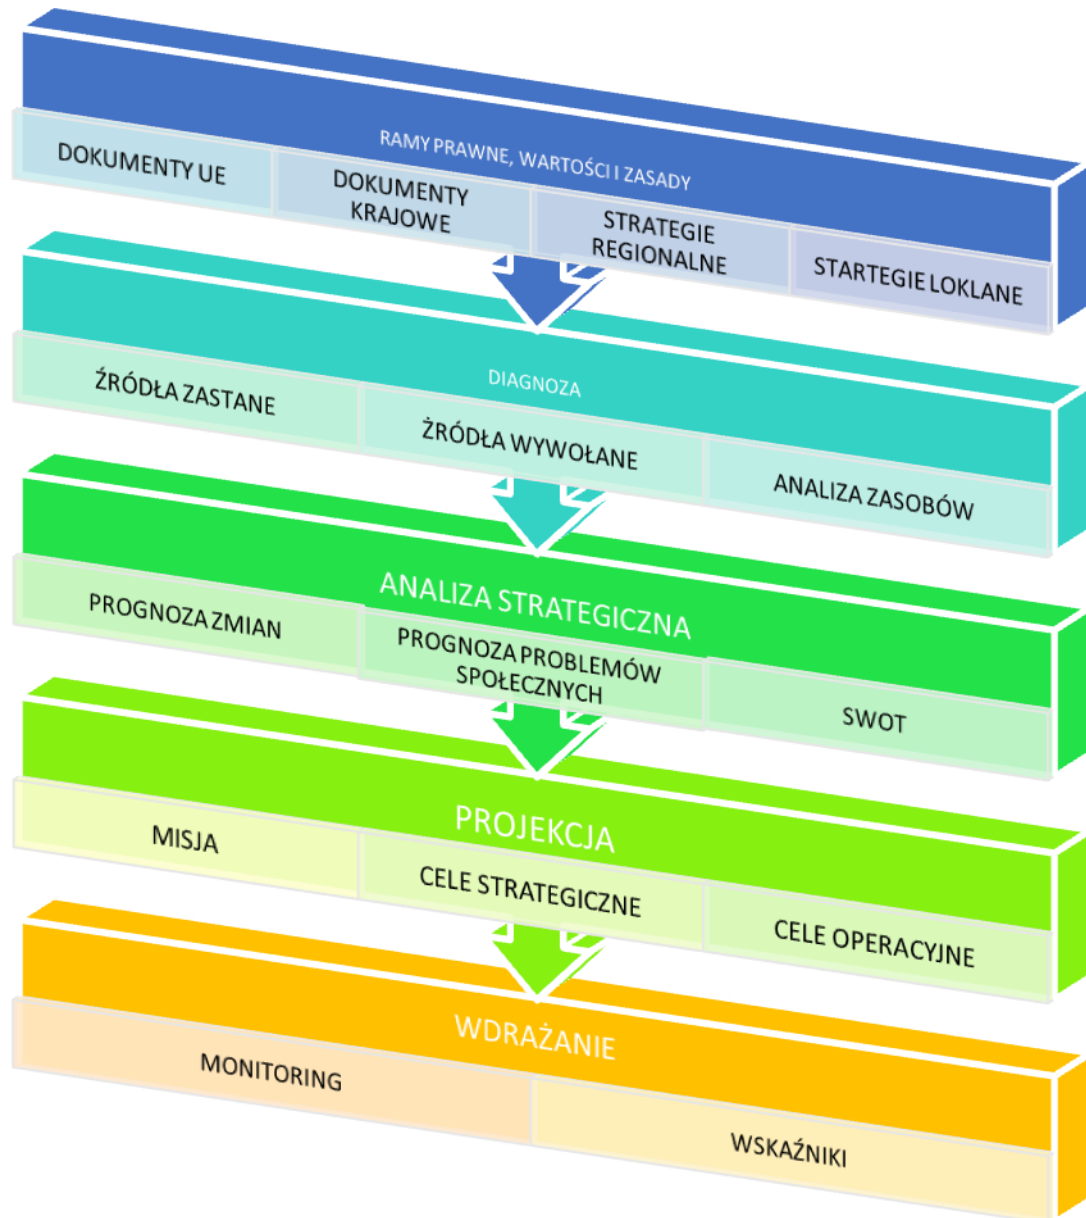 RAMY PRAWNE, WARTOŚCI I ZASADY
DOKUMENTY UE
DOKUMENTY
KRAJOWE
STRATEGIE
REGIONALNE
STARTEGIE LOKLANE
DIAGNOZA
ŹRÓDŁA ZASTANE
ŻRÓDŁA WYWOŁANE
ANALIZA ZASOBÓW
ANALIZA STRATEGICZNA
PROGNOZA ZMIAN
PROGNOZA PROBLEMÓW
SPOŁECZNYCH
SWOT
PROJEKCJA
MISJA
CELE STRATEGICZNE
CELE OPERACYJNE
WDRAŻANIE
MONITORING
WSKAŹNIKI